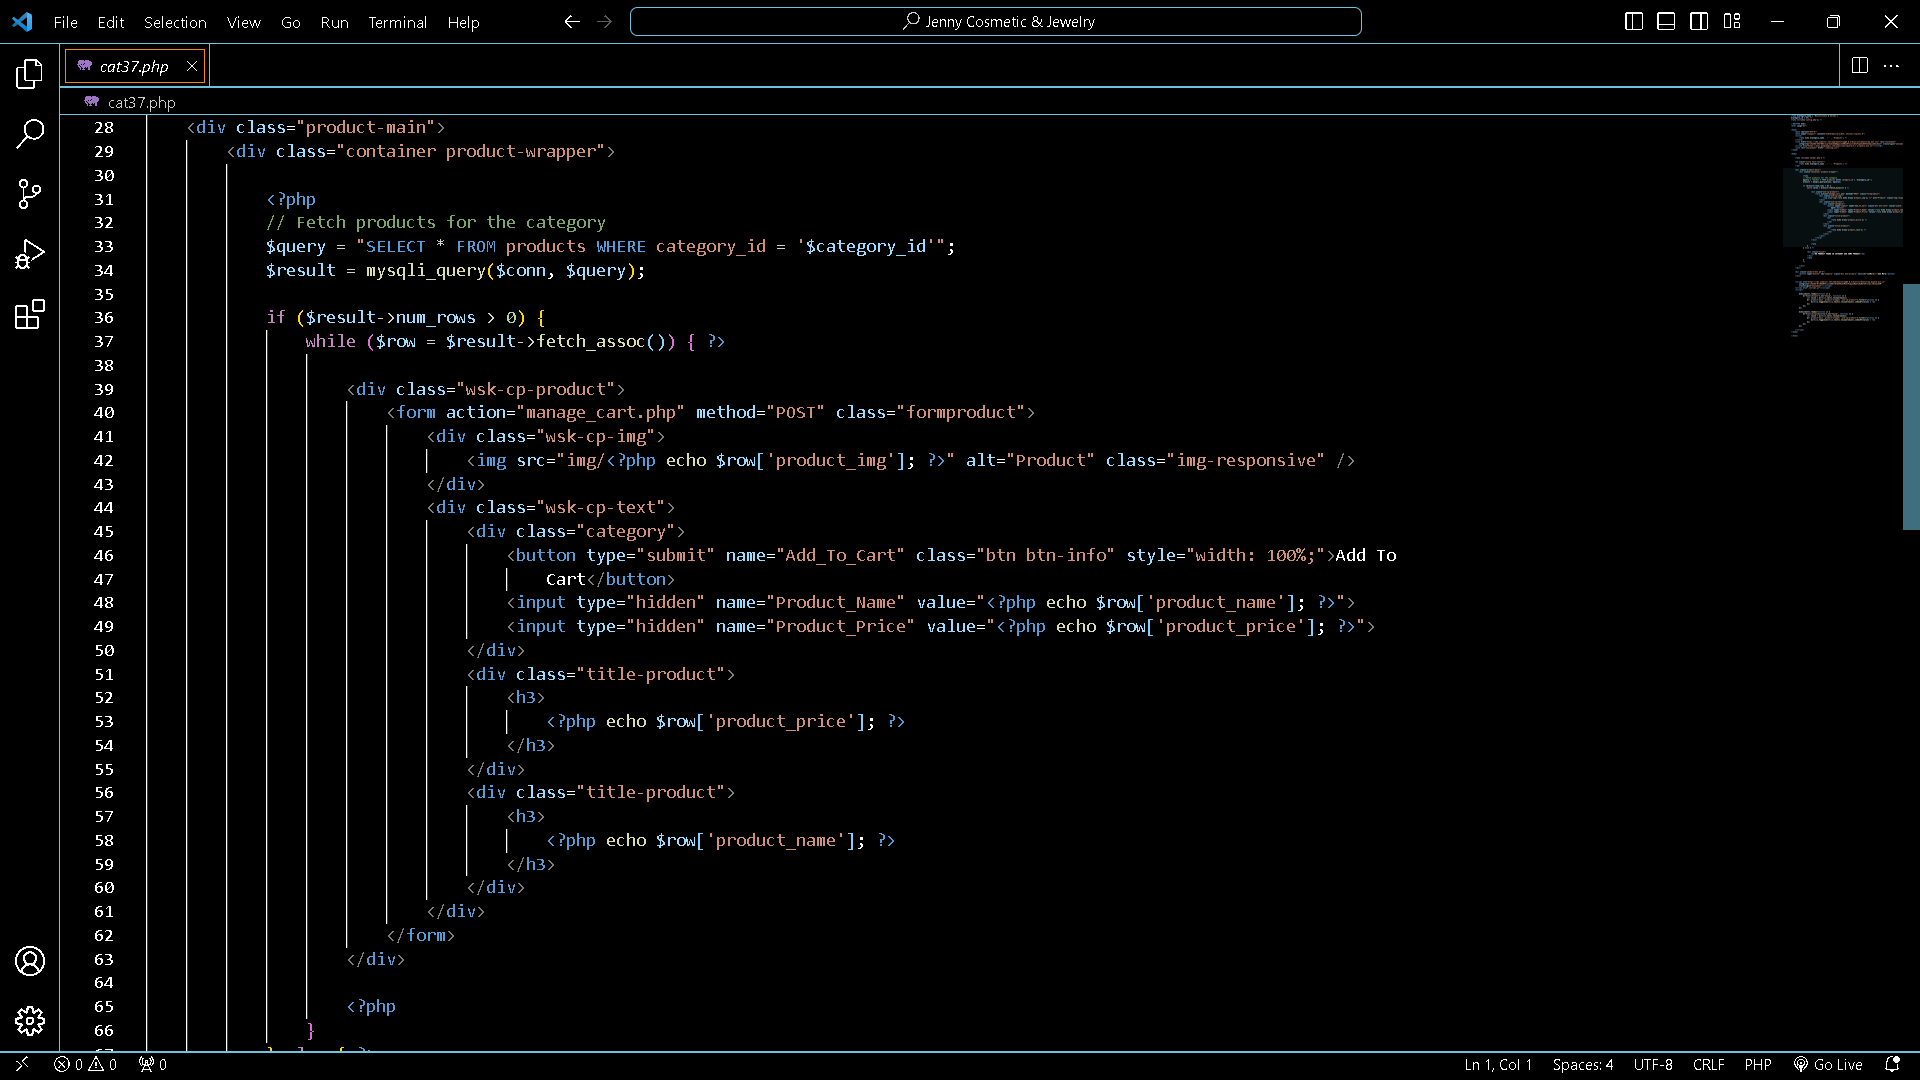 File Edit Selection View Go Run Terminal Help
Jenny Cosmetic & Jewelry
cat37.php
cat37.php
28 <div class="product-main">
29 <div class="container product-wrapper">
30
31 <?php
32 // Fetch products for the category
33 $query = "SELECT * FROM products WHERE category_id = '$category_id'";
34 $result = mysqli_query($conn, $query);
35
36 if ($result->num_rows > 0) {
37 while ($row = $result->fetch_assoc()) { ?>
38
39 <div class="wsk-cp-product">
40 <form action="manage_cart.php" method="POST" class="formproduct">
41 <div class="wsk-cp-img">
42 <img src="img/<?php echo $row['product_img']; ?>" alt="Product" class="img-responsive" />
43 </div>
44 <div class="wsk-cp-text">
45 <div class="category">
46 <button type="submit" name="Add_To_Cart" class="btn btn-info" style="width: 100%;">Add To
47 Cart</button>
48 <input type="hidden" name="Product_Name" value="<?php echo $row['product_name']; ?>">
49 <input type="hidden" name="Product_Price" value="<?php echo $row['product_price']; ?>">
50 </div>
51 <div class="title-product">
52 <h3>
53 <?php echo $row['product_price']; ?>
54 </h3>
55 </div>
56 <div class="title-product">
57 <h3>
58 <?php echo $row['product_name']; ?>
59 </h3>
60 </div>
61 </div>
62 </form>
63 </div>
64
65 <?php
66 }
0 0 0
Ln 1, Col 1 Spaces: 4 UTF-8 CRLF PHP Go Live